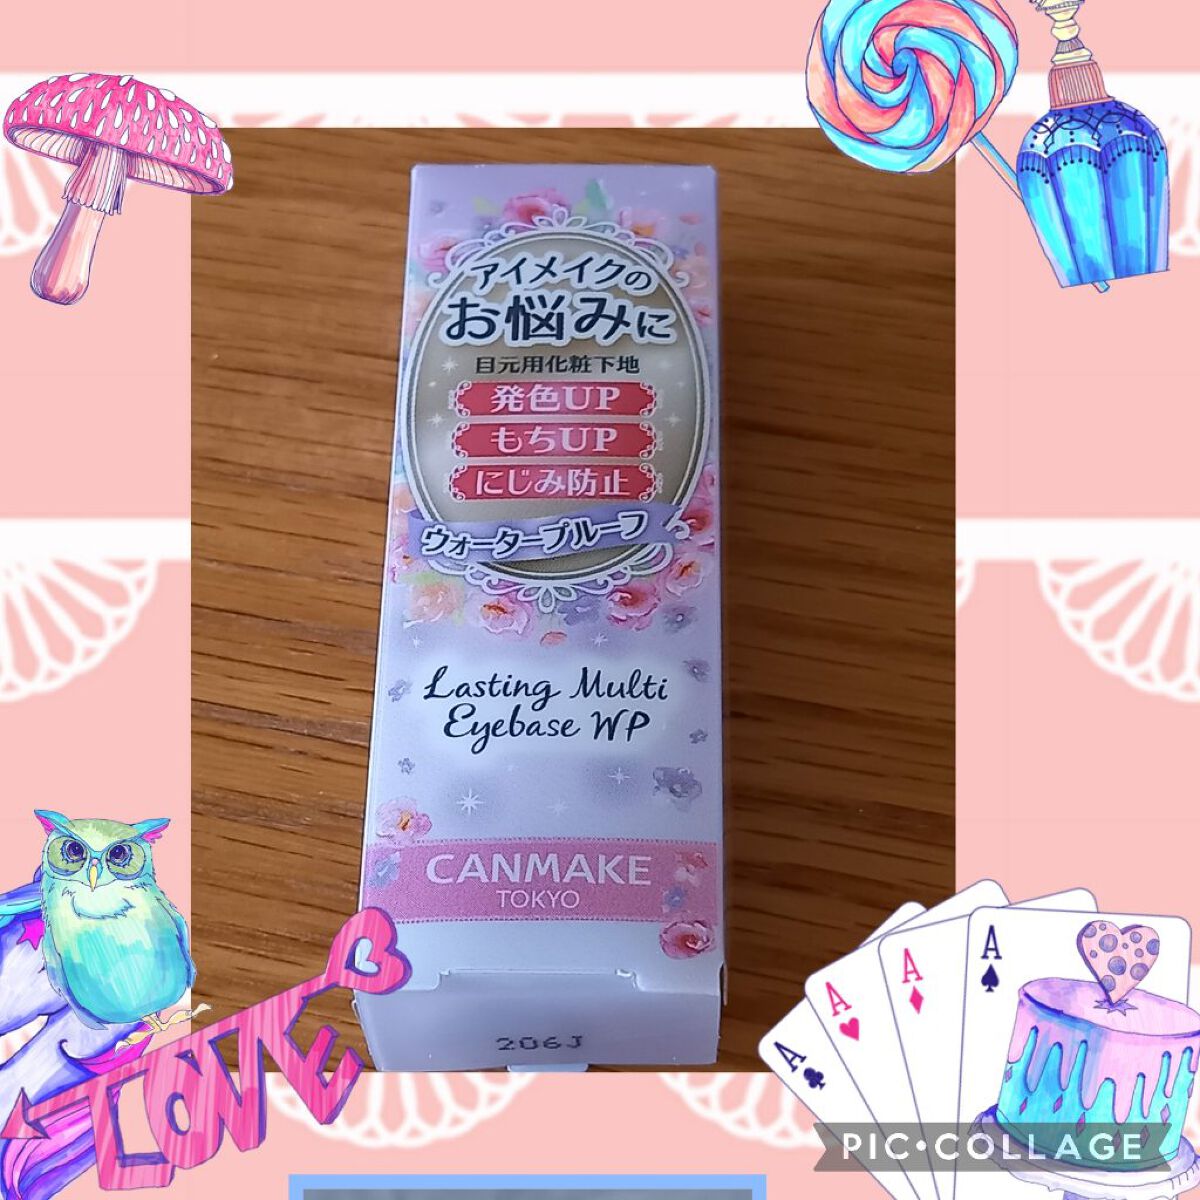 アイメイクの
お悩みに
目元用化粧下地
発色UP
もちUP
にじみ防止
ウォータープルーフ
Lasting Multi
Eyebase WP
CANMAKE
TOKYO
206J
LOVE
A
A
A
A
PIC•COLLAGE